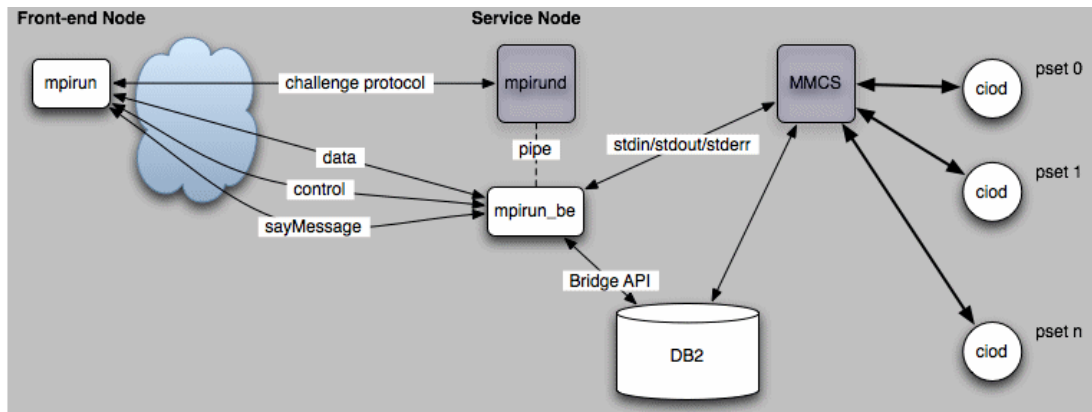 Front-end Node
Service Node
mpirun
challenge protocol
mpirund
MMCS
ciod
pset 0
pipe
stdin/stdout/stderr
data
control
sayMessage
mpirun_be
ciod
pset 1
Bridge API
DB2
ciod
pset n